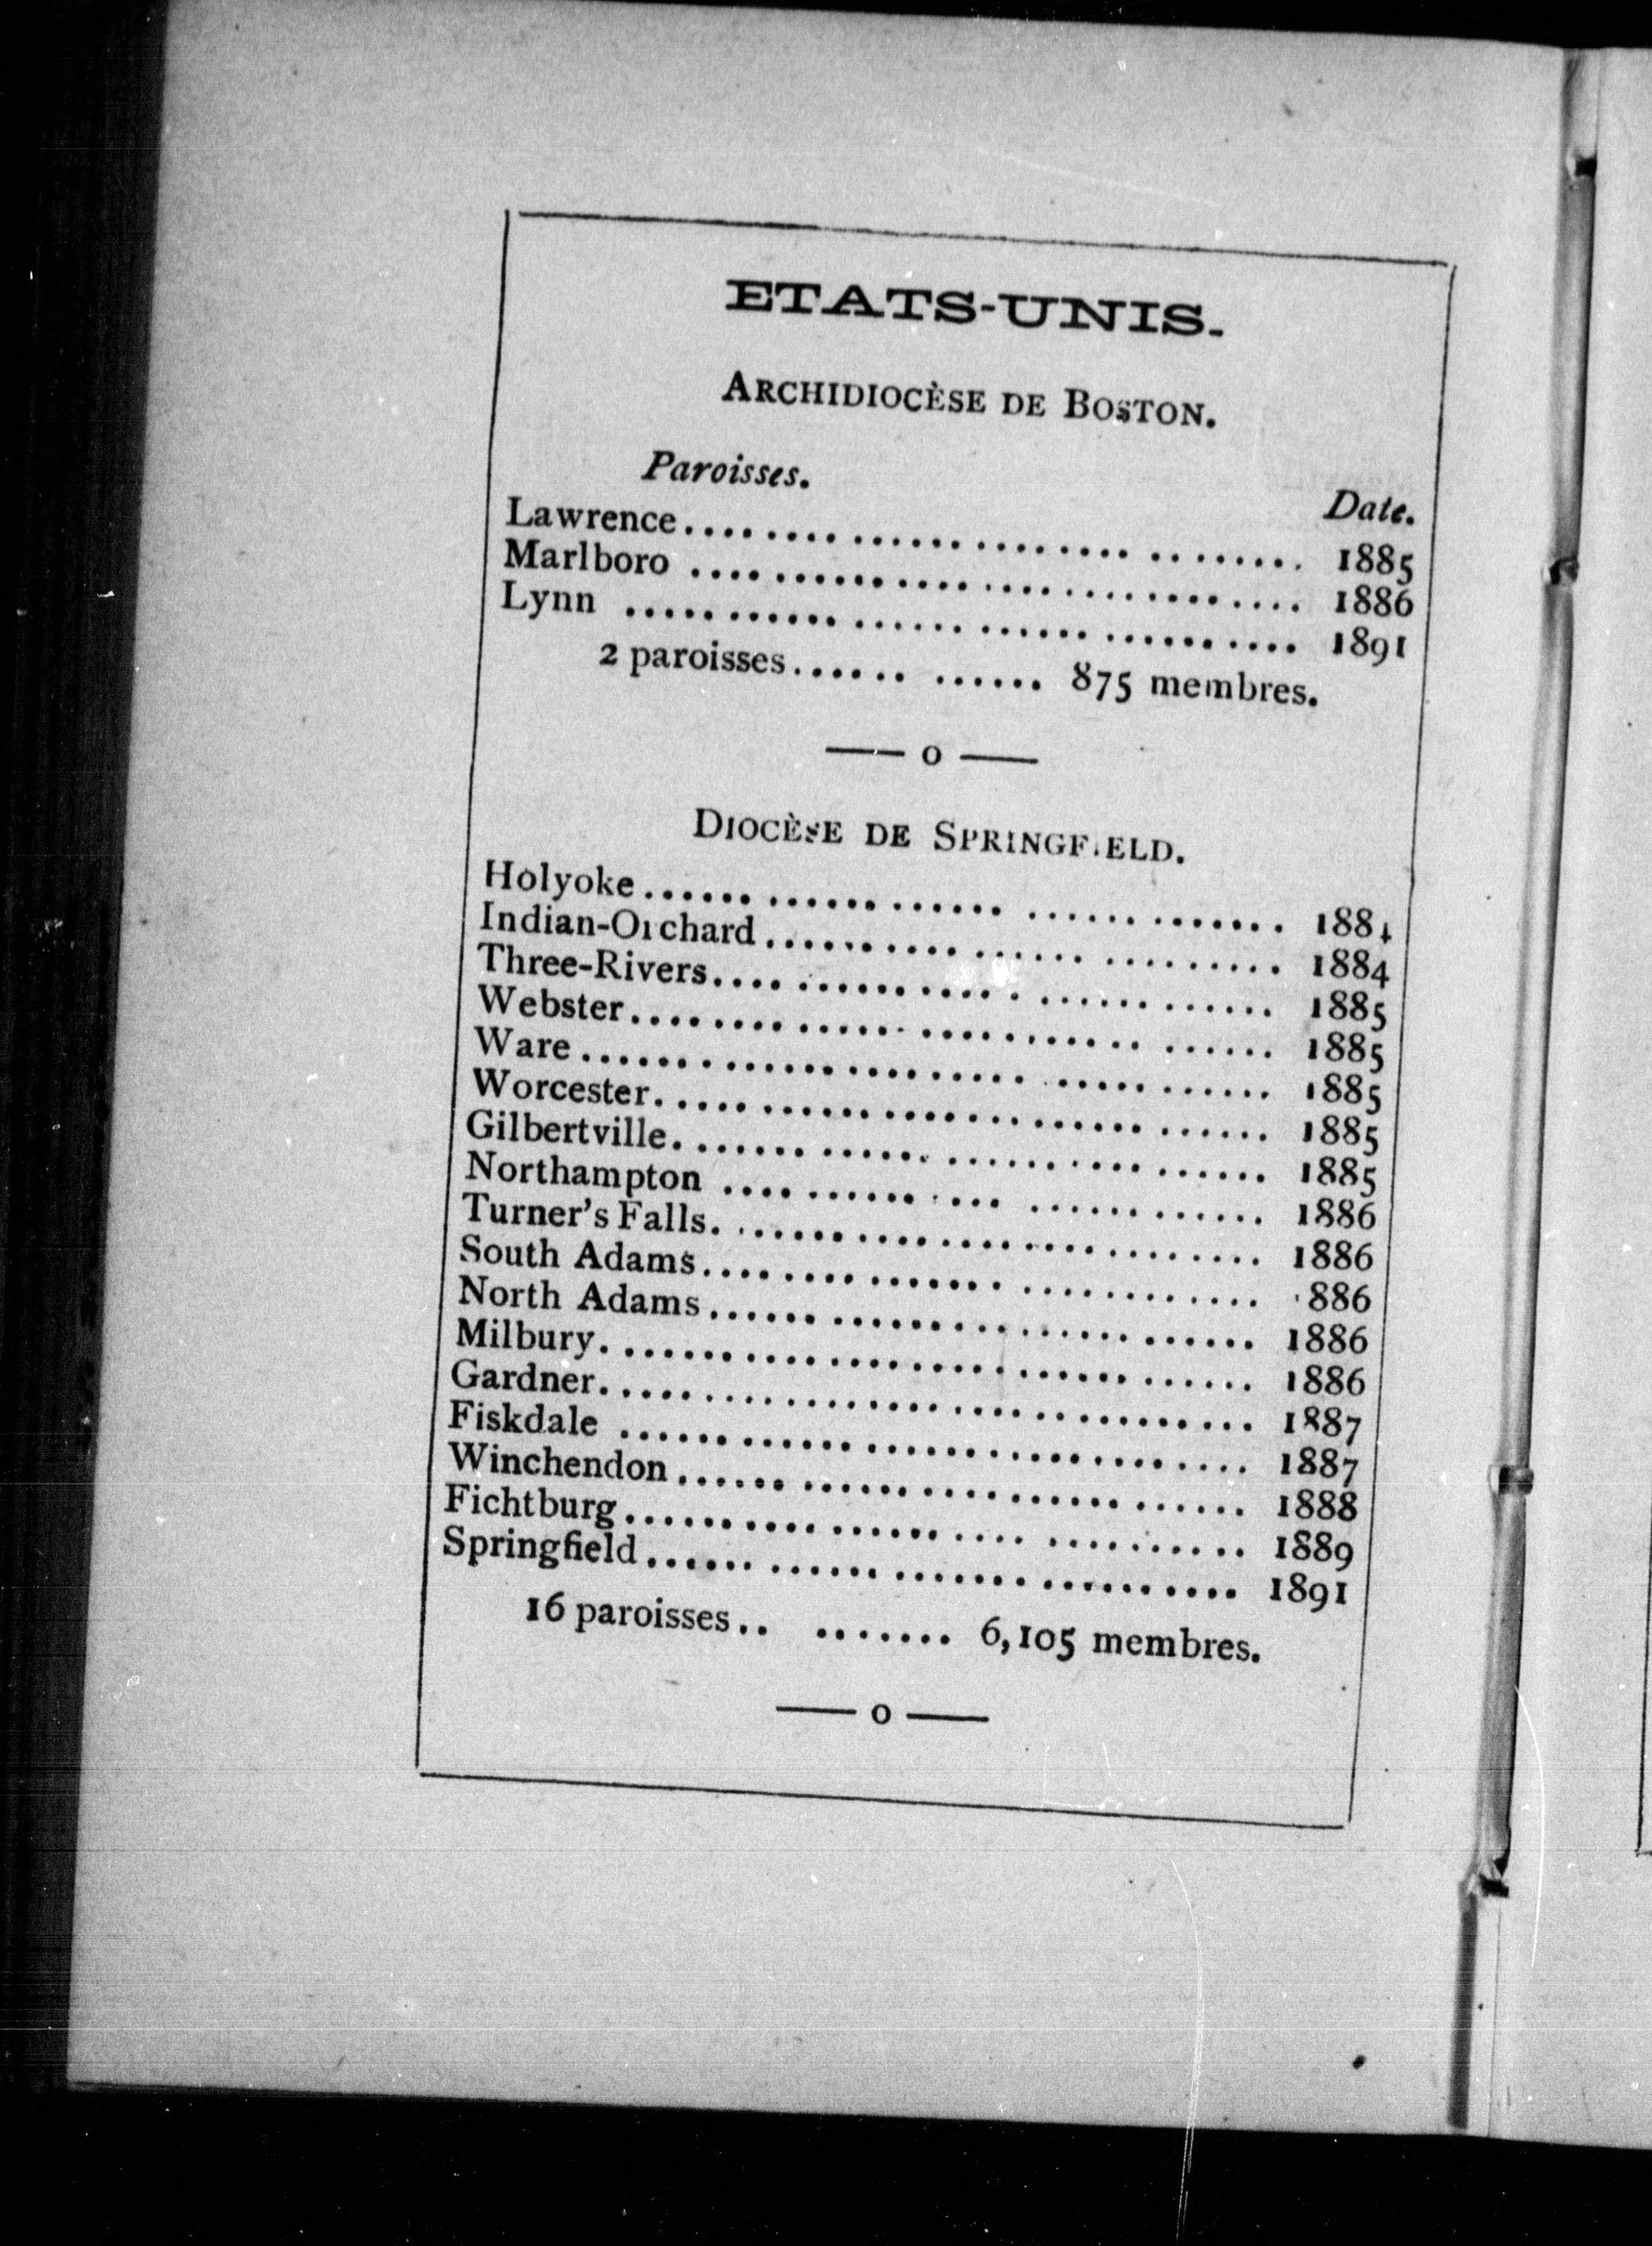 ETATS-UNIS.
ARCHIDIOCÈSE DE BOSTON.
Paroisses. Date.
Lawrence.................................... 1885
Marlboro .................................... 1886
Lynn .................................... 1891
2 paroisses............ 875 membres.
—— o ——
DIOCÈSE DE SPRINGFIELD.
Holyoke.................................... 1884
Indian-Orchard.............................. 1884
Three-Rivers.............................. 1885
Webster.................................... 1885
Ware.................................... 1885
Worcester.................................... 1885
Gilbertville.............................. 1885
Northampton .............................. 1886
Turner's Falls.............................. 1886
South Adams.............................. 1886
North Adams.............................. 1886
Milbury.................................... 1886
Gardner.................................... 1887
Fiskdale .................................... 1887
Winchendon.............................. 1888
Fichtburg.................................... 1889
Springfield.............................. 1891
16 paroisses.. ....... 6,105 membres.
—— o ——